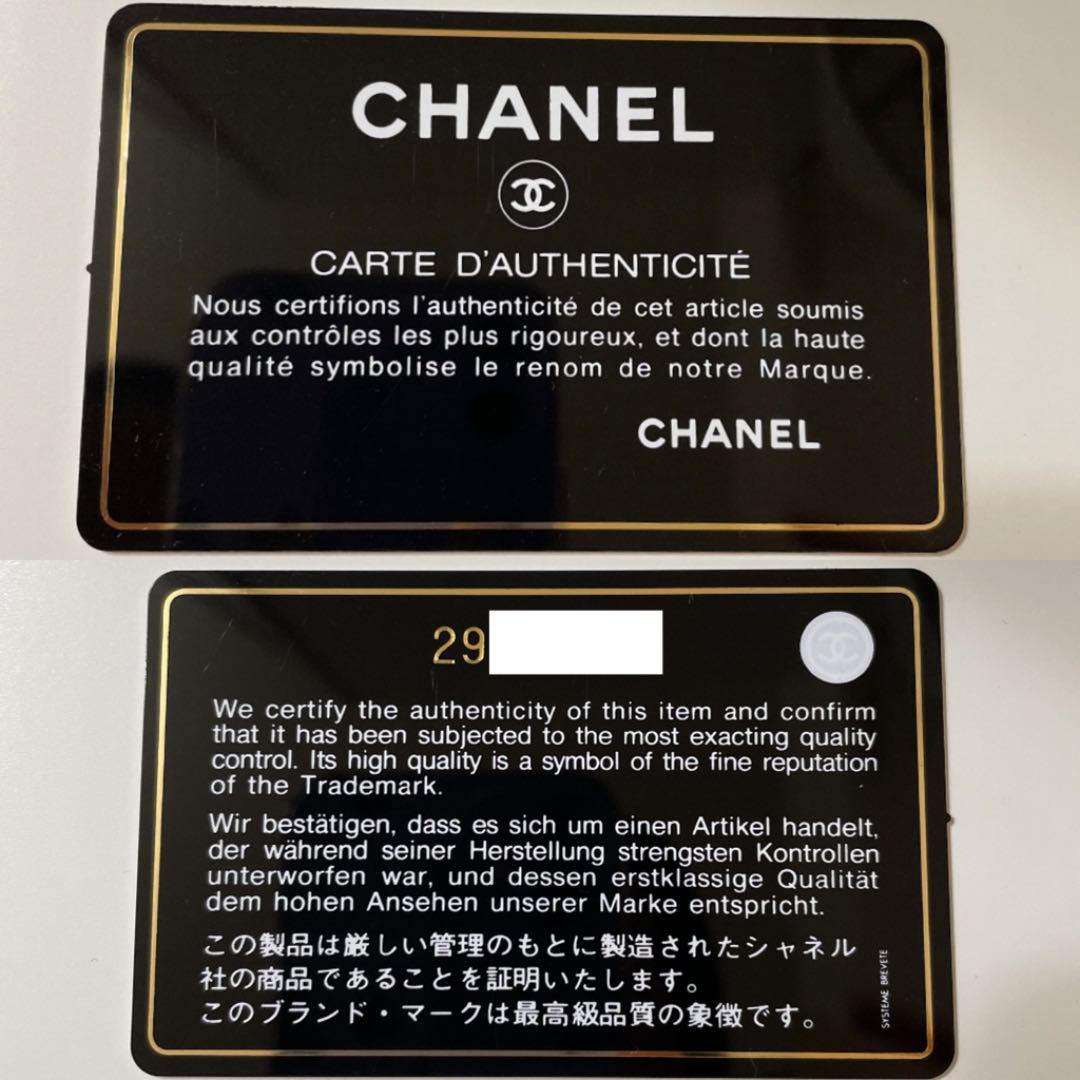 CHANEL
CARTE D'AUTHENTICITÉ
Nous certifions l'authenticité de cet article soumis
aux contrôles les plus rigoureux, et dont la haute
qualité symbolise le renom de notre Marque.
CHANEL
29
We certify the authenticity of this item and confirm
that it has been subjected to the most exacting quality
control. Its high quality is a symbol of the fine reputation
of the Trademark.
Wir bestätigen, dass es sich um einen Artikel handelt,
der während seiner Herstellung strengsten Kontrollen
unterworfen war, und dessen erstklassige Qualität
dem hohen Ansehen unserer Marke entspricht.
この製品は厳しい管理のもとに製造されたシャネル
社の商品であることを証明いたします。
このブランド・マークは最高級品質の象徴です。
SYSTEME BREVETE